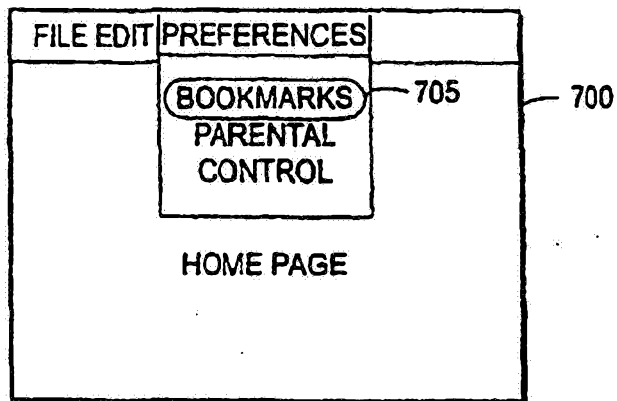 FILE EDIT PREFERENCES
BOOKMARKS 705
700
PARENTAL
CONTROL
HOME PAGE